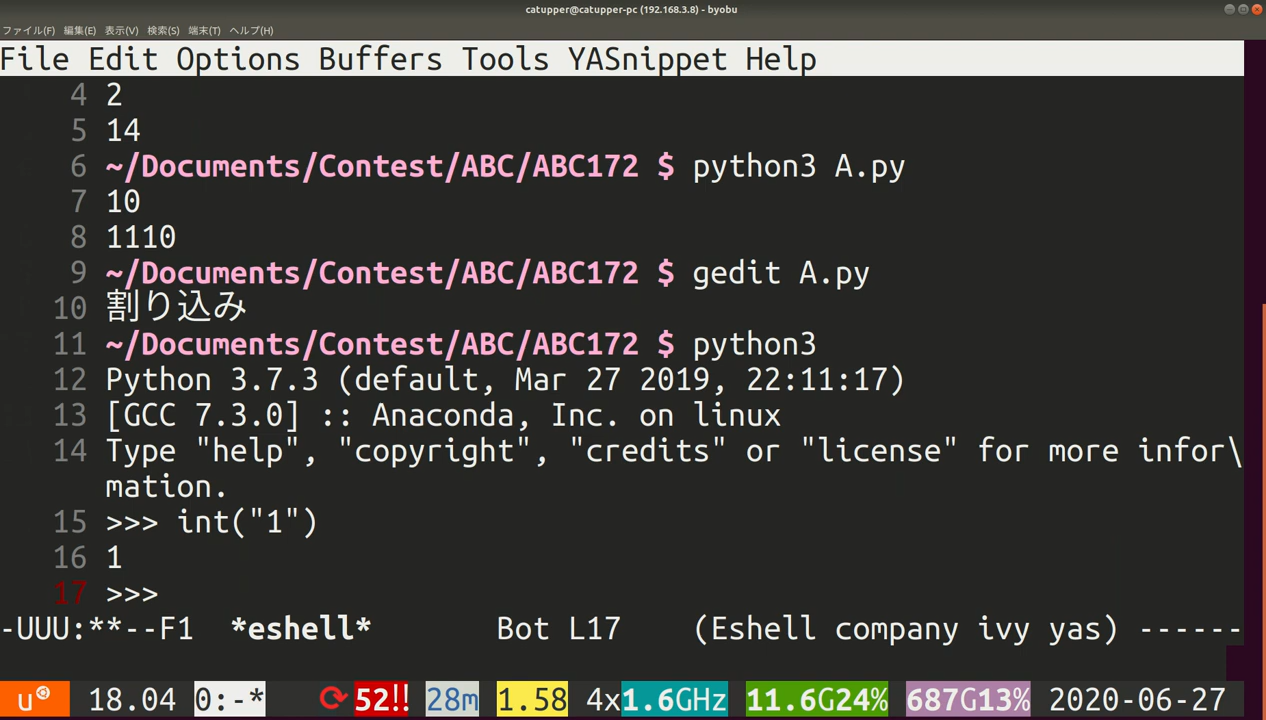 catupper@catupper-pc (192.168.3.8) - byobu
ファイル(F) 編集(E) 表示(V) 検索(S) 端末(T) ヘルプ(H)
File Edit Options Buffers Tools YASnippet Help
4 2
5 14
6 ~/Documents/Contest/ABC/ABC172 $ python3 A.py
7 10
8 1110
9 ~/Documents/Contest/ABC/ABC172 $ gedit A.py
10 割り込み
11 ~/Documents/Contest/ABC/ABC172 $ python3
12 Python 3.7.3 (default, Mar 27 2019, 22:11:17)
13 [GCC 7.3.0] :: Anaconda, Inc. on linux
14 Type "help", "copyright", "credits" or "license" for more infor\
mation.
15 >>> int("1")
16 1
17 >>>
-UUU:**--F1 *eshell* Bot L17 (Eshell company ivy yas) ------
u 18.04 0:-* 52!! 28m 1.58 4x1.6GHz 11.6G24% 687G13% 2020-06-27